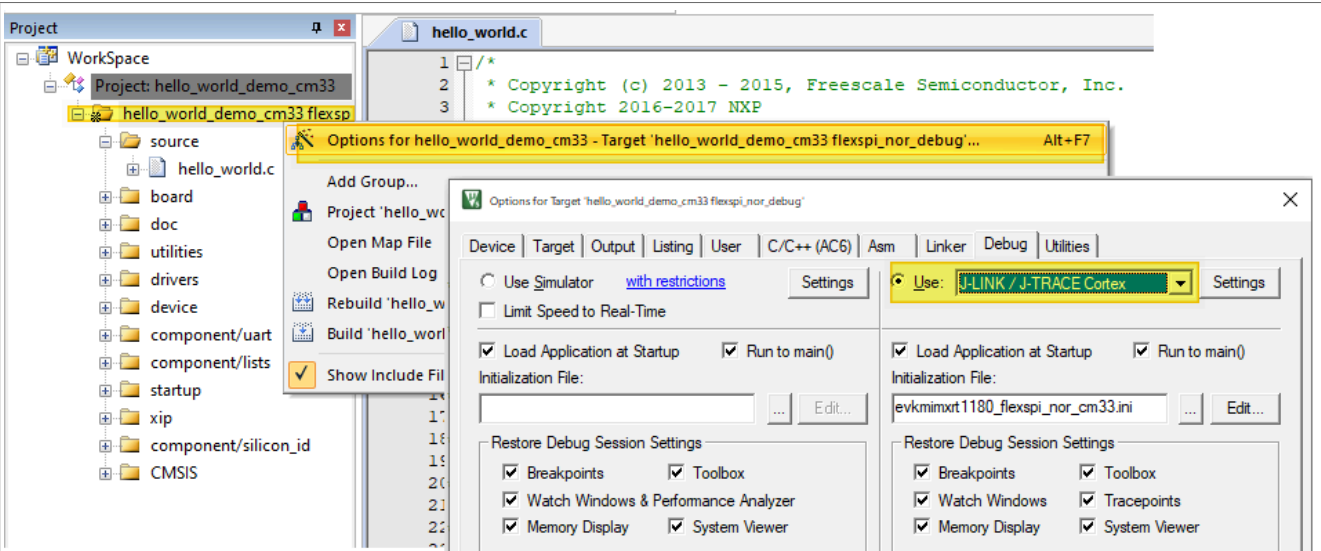 Project
WorkSpace
Project: hello_world_demo_cm33
hello_world_demo_cm33 flexsp
source
hello_world.c
board
doc
utilities
drivers
device
component/uart
component/lists
startup
xip
component/silicon_id
CMSIS
hello_world.c
1 /*
2 * Copyright (c) 2013 - 2015, Freescale Semiconductor, Inc.
3 * Copyright 2016-2017 NXP
Options for hello_world_demo_cm33 - Target 'hello_world_demo_cm33 flexspi_nor_debug'... Alt+F7
Add Group...
Project 'hello_wo
Open Map File
Open Build Log
Rebuild 'hello_w
Build 'hello_worl
Show Include Fil
17
18
19
20
21
22
Options for Target 'hello_world_demo_cm33 flexspi_nor_debug'
Device Target Output Listing User C/C++ (AC6) Asm Linker Debug Utilities
Use Simulator with restrictions Settings
Limit Speed to Real-Time
Load Application at Startup Run to main()
Initialization File:
... Edit...
Restore Debug Session Settings
Breakpoints Toolbox
Watch Windows & Performance Analyzer
Memory Display System Viewer
Use: J-LINK / J-TRACE Cortex Settings
Load Application at Startup Run to main()
Initialization File:
evkmimxrt1180_flexspi_nor_cm33.ini ... Edit...
Restore Debug Session Settings
Breakpoints Toolbox
Watch Windows Tracepoints
Memory Display System Viewer